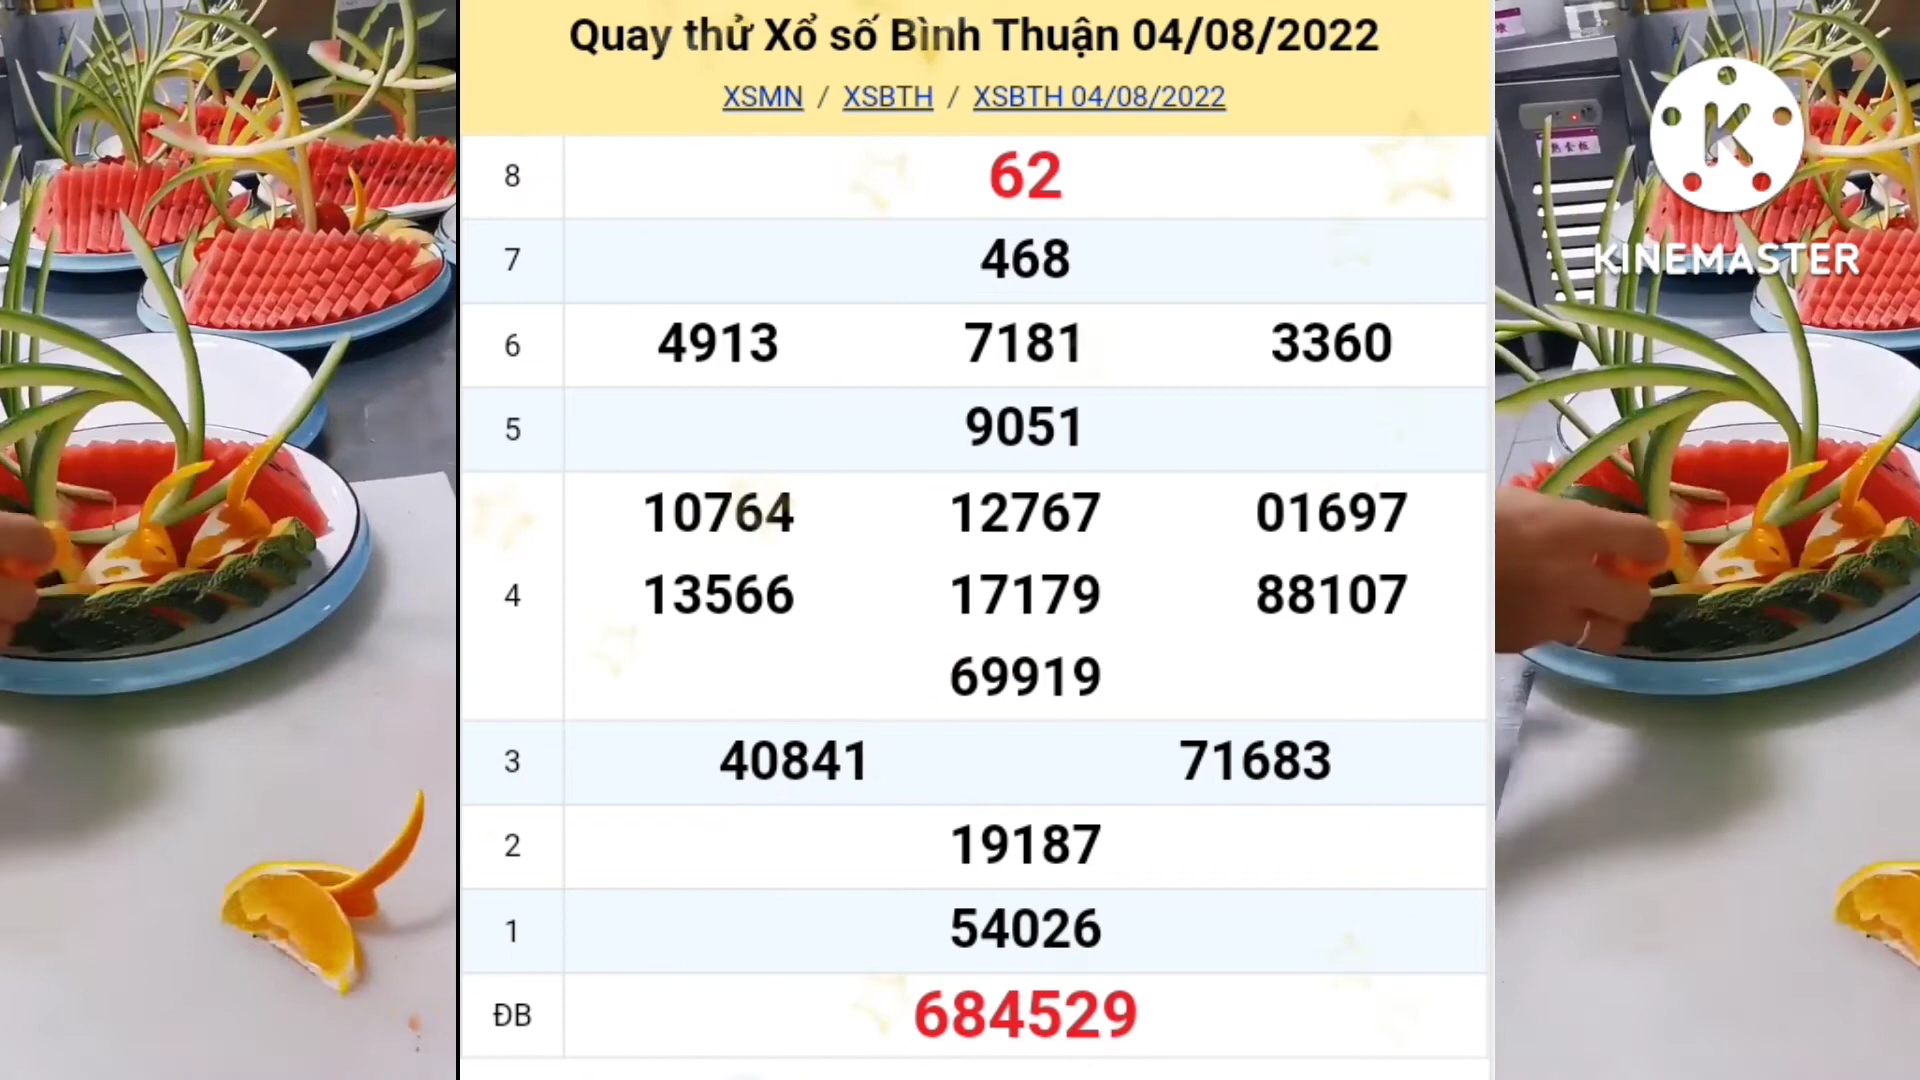 Quay thử Xổ số Bình Thuận 04/08/2022
XSMN / XSBTH / XSBTH 04/08/2022
8 62
7 468
6 4913 7181 3360
5 9051
10764 12767 01697
4 13566 17179 88107
69919
3 40841 71683
2 19187
1 54026
ĐB 684529
K
KINEMASTER